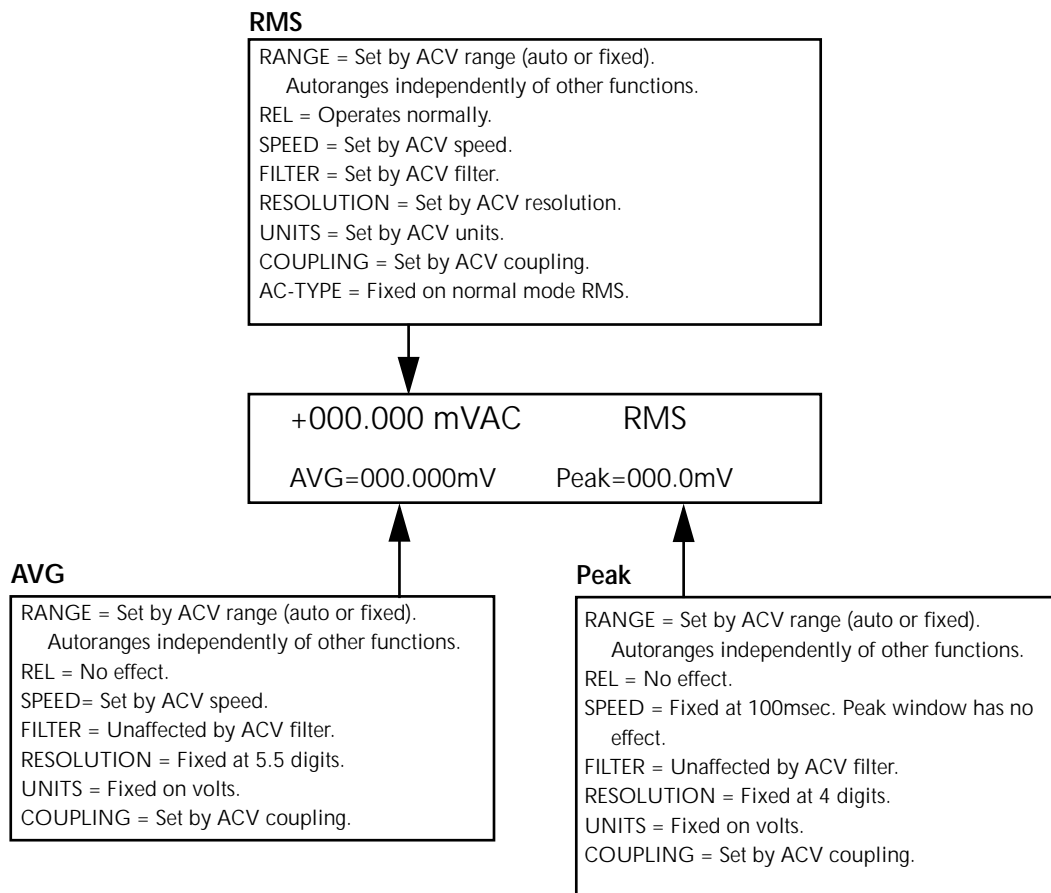 RMS
RANGE = Set by ACV range (auto or fixed).
Autoranges independently of other functions.
REL = Operates normally.
SPEED = Set by ACV speed.
FILTER = Set by ACV filter.
RESOLUTION = Set by ACV resolution.
UNITS = Set by ACV units.
COUPLING = Set by ACV coupling.
AC-TYPE = Fixed on normal mode RMS.
+000.000 mVAC RMS
AVG=000.000mV Peak=000.0mV
AVG
RANGE = Set by ACV range (auto or fixed).
Autoranges independently of other functions.
REL = No effect.
SPEED= Set by ACV speed.
FILTER = Unaffected by ACV filter.
RESOLUTION = Fixed at 5.5 digits.
UNITS = Fixed on volts.
COUPLING = Set by ACV coupling.
Peak
RANGE = Set by ACV range (auto or fixed).
Autoranges independently of other functions.
REL = No effect.
SPEED = Fixed at 100msec. Peak window has no
effect.
FILTER = Unaffected by ACV filter.
RESOLUTION = Fixed at 4 digits.
UNITS = Fixed on volts.
COUPLING = Set by ACV coupling.